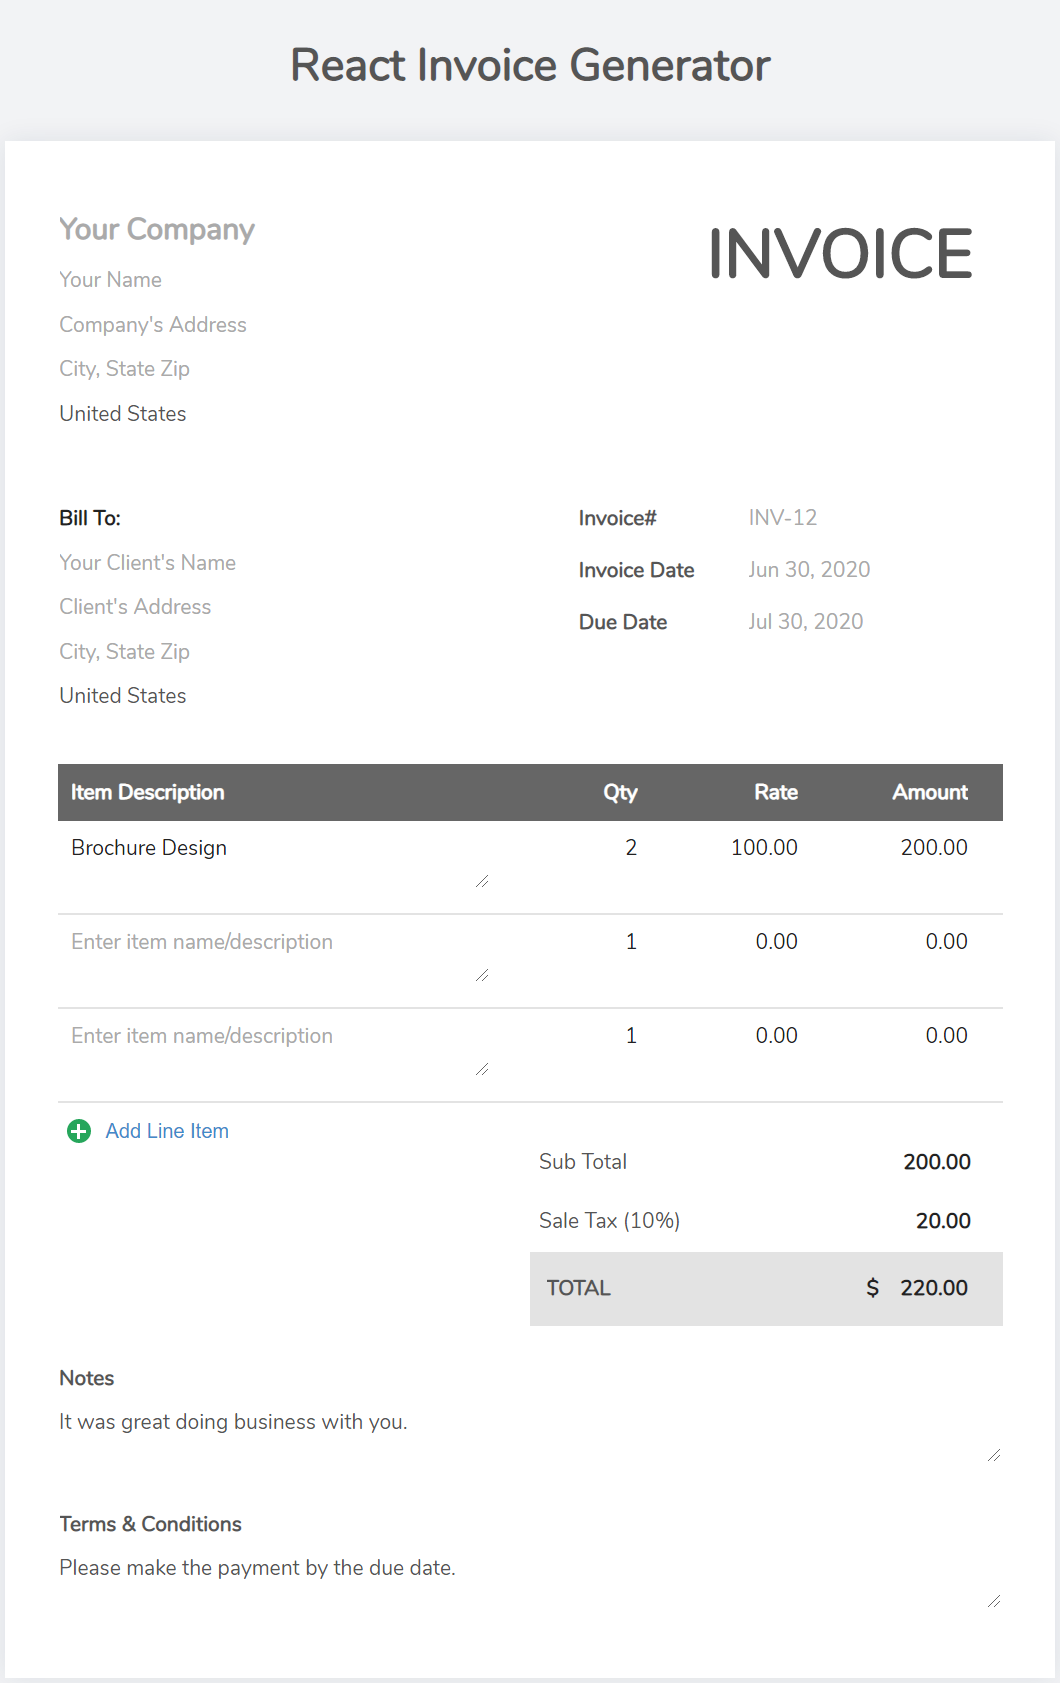 React Invoice Generator
Your Company
INVOICE
Your Name
Company's Address
City, State Zip
United States
Bill To:
Your Client's Name
Client's Address
City, State Zip
United States
Invoice# INV-12
Invoice Date Jun 30, 2020
Due Date Jul 30, 2020
Item Description Qty Rate Amount
Brochure Design 2 100.00 200.00
Enter item name/description 1 0.00 0.00
Enter item name/description 1 0.00 0.00
Add Line Item
Sub Total 200.00
Sale Tax (10%) 20.00
TOTAL $ 220.00
Notes
It was great doing business with you.
Terms & Conditions
Please make the payment by the due date.